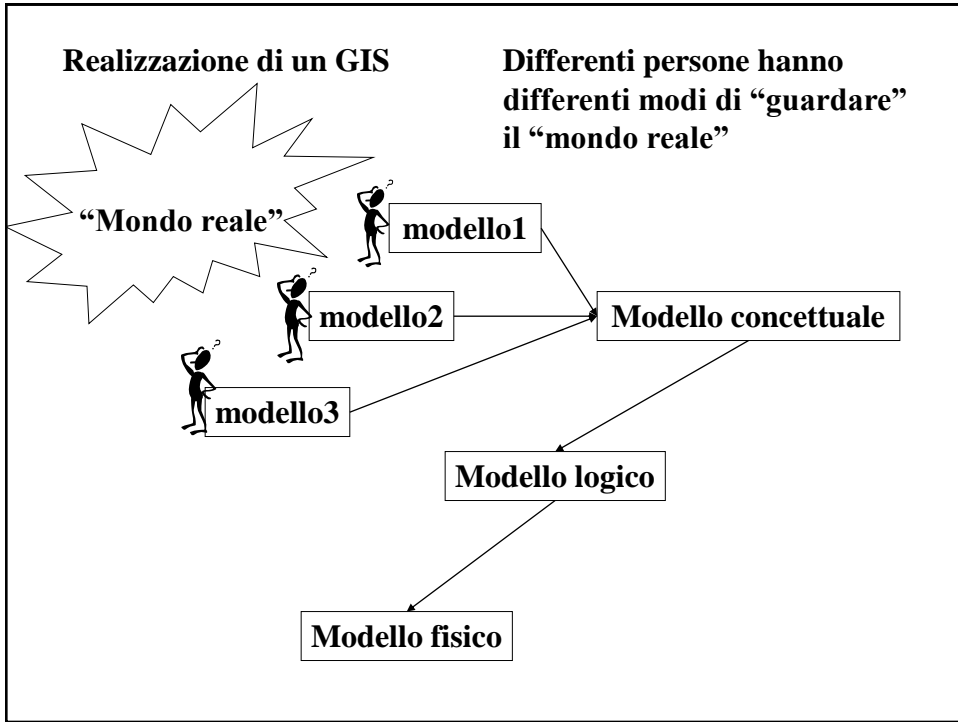 Realizzazione di un GIS
Differenti persone hanno
differenti modi di “guardare”
il “mondo reale”
“Mondo reale”
?
modello1
?
modello2
Modello concettuale
?
modello3
Modello logico
Modello fisico